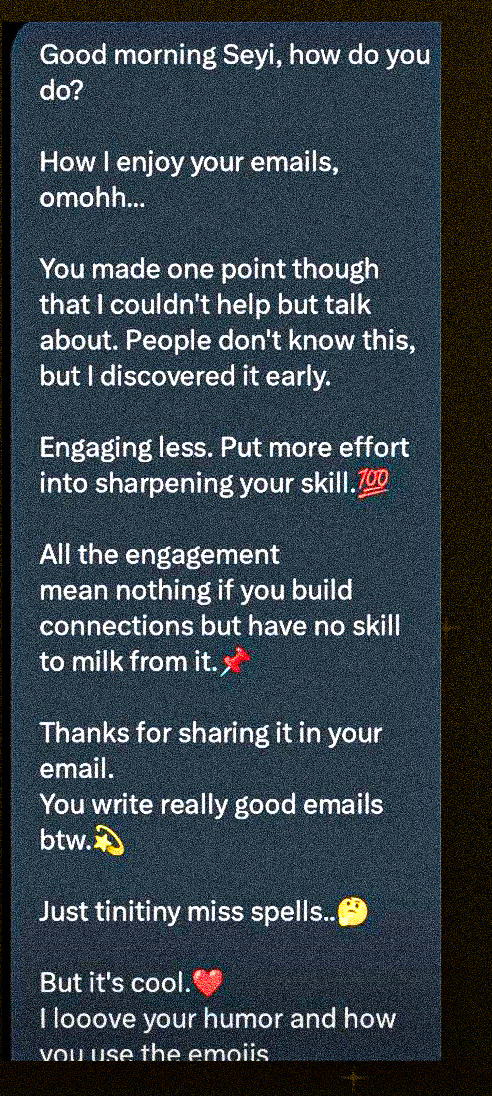 Good morning Seyi, how do you
do?
How I enjoy your emails,
omohh...
You made one point though
that I couldn't help but talk
about. People don't know this,
but I discovered it early.
Engaging less. Put more effort
into sharpening your skill.💯
All the engagement
mean nothing if you build
connections but have no skill
to milk from it.📌
Thanks for sharing it in your
email.
You write really good emails
btw.💫
Just tinitiny miss spells..🤔
But it's cool.❤️
I looove your humor and how
you use the emojis